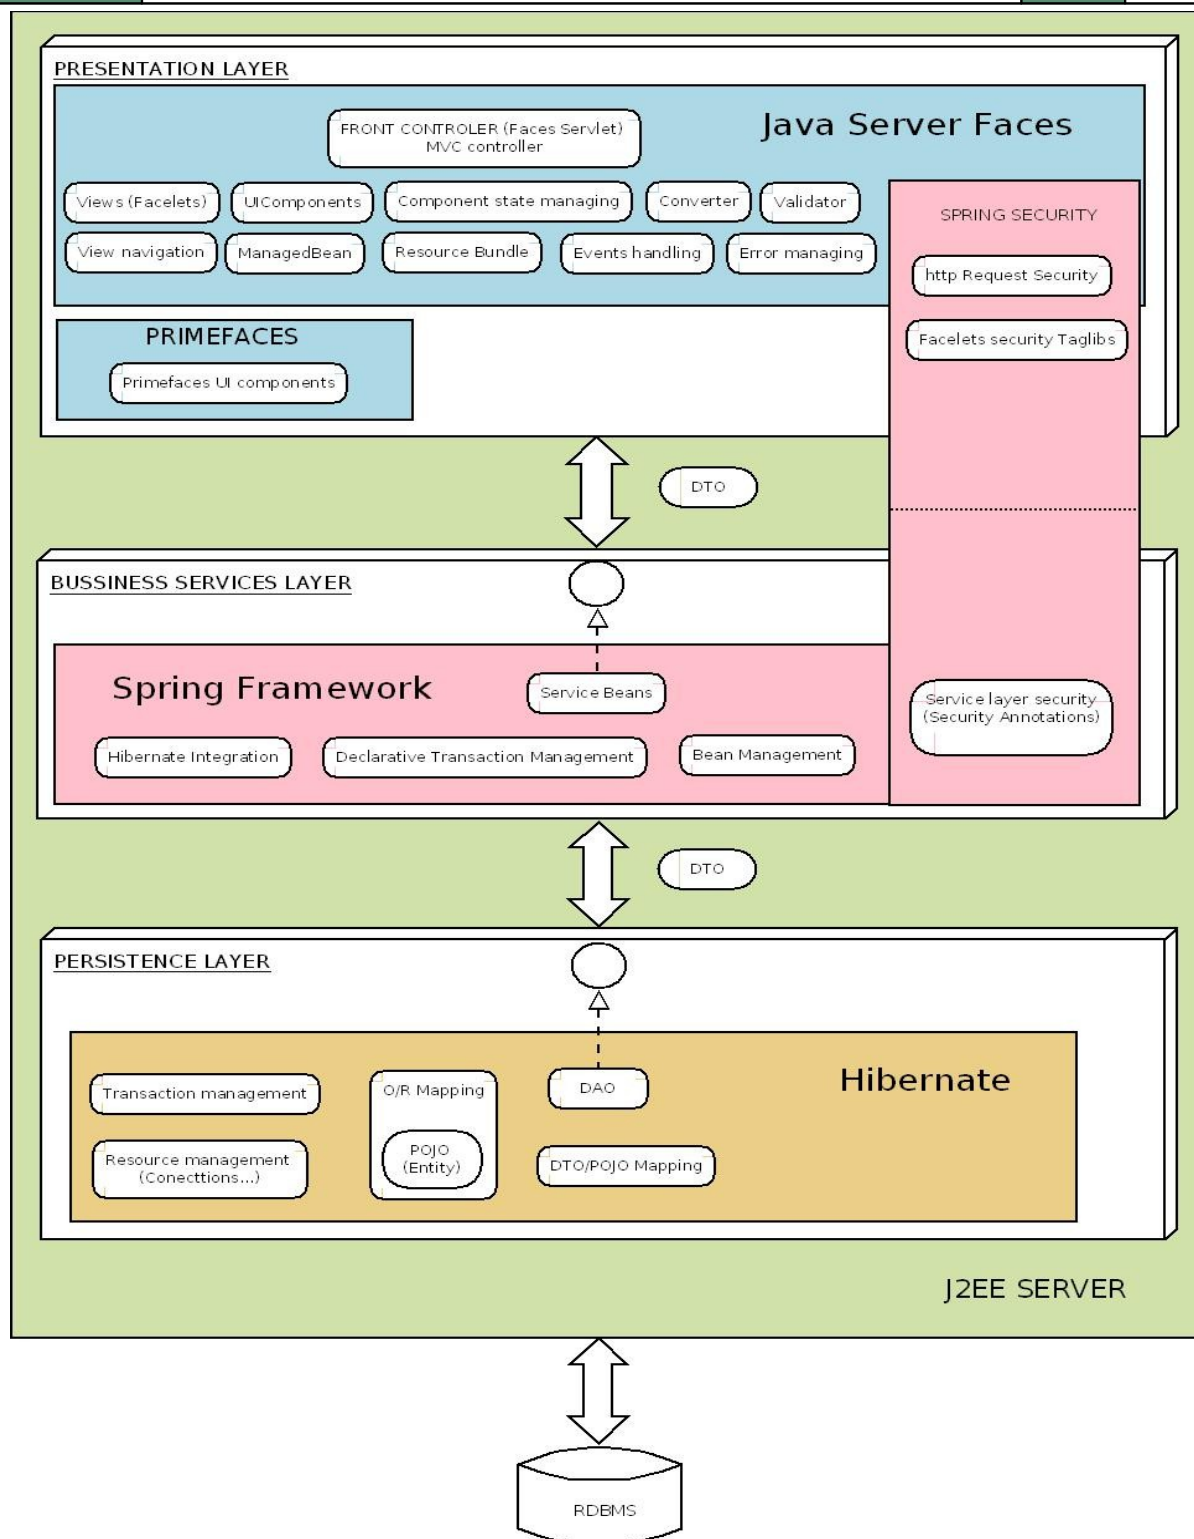 PRESENTATION LAYER
Java Server Faces
FRONT CONTROLER (Faces Servlet)
MVC controller
Views (Facelets)
UIComponents
Component state managing
Converter
Validator
View navigation
ManagedBean
Resource Bundle
Events handling
Error managing
SPRING SECURITY
http Request Security
Facelets security Taglibs
PRIMEFACES
Primefaces UI components
DTO
BUSSINESS SERVICES LAYER
Spring Framework
Service Beans
Service layer security
(Security Annotations)
Hibernate Integration
Declarative Transaction Management
Bean Management
DTO
PERSISTENCE LAYER
Hibernate
Transaction management
O/R Mapping
DAO
POJO
(Entity)
Resource management
(Conecttions...)
DTO/POJO Mapping
J2EE SERVER
RDBMS